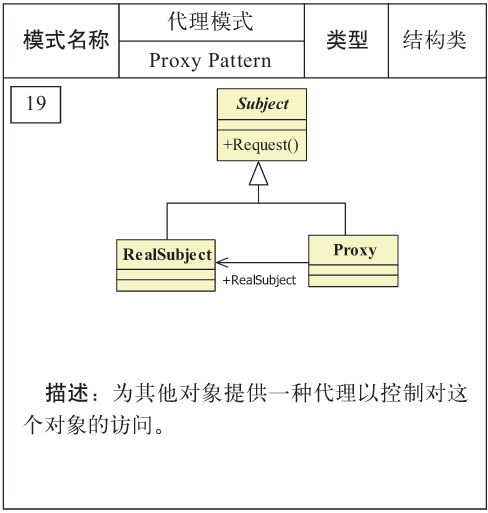 模式名称
代理模式
Proxy Pattern
类型
结构类
19
Subject
+Request()
RealSubject
Proxy
+RealSubject
描述：为其他对象提供一种代理以控制对这
个对象的访问。